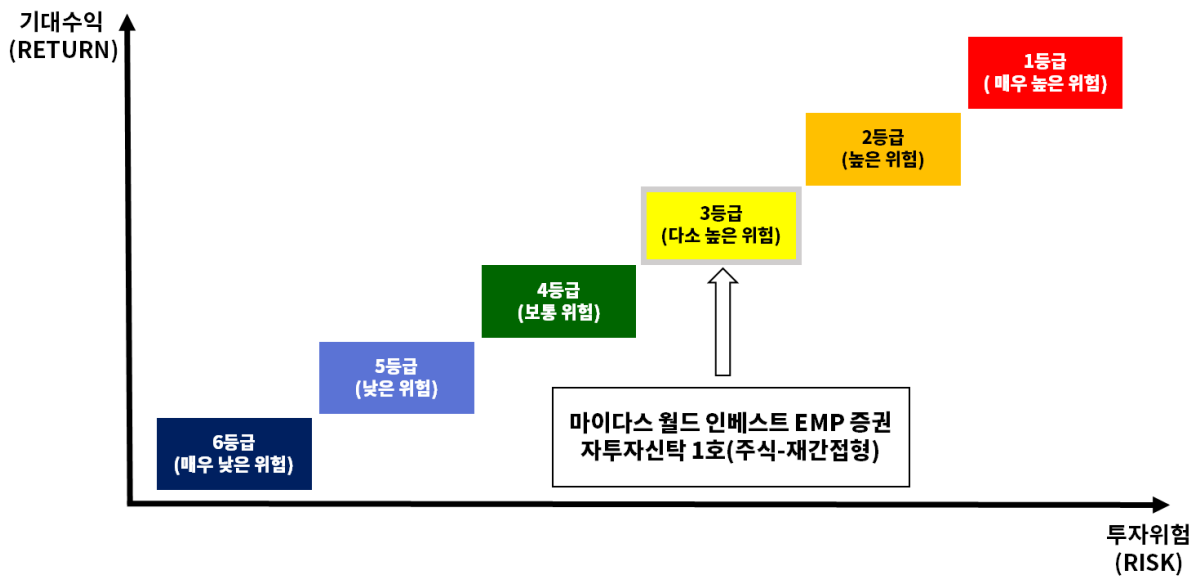 기대수익
(RETURN)
1등급
( 매우 높은 위험)
2등급
(높은 위험)
3등급
(다소 높은 위험)
4등급
(보통 위험)
5등급
(낮은 위험)
6등급
(매우 낮은 위험)
마이다스 월드 인베스트 EMP 증권
자투자신탁 1호(주식-재간접형)
투자위험
(RISK)